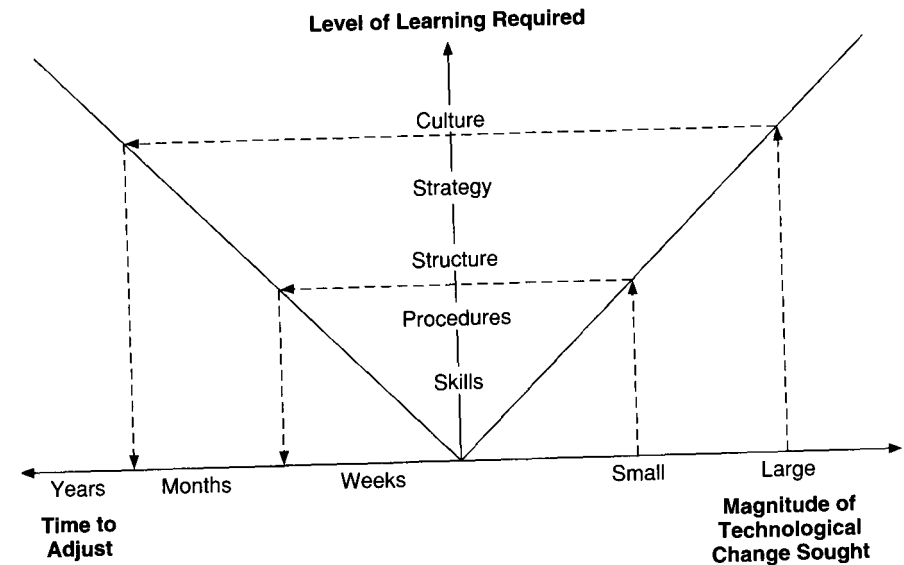 Level of Learning Required
Culture
Strategy
Structure
Procedures
Skills
Years
Months
Weeks
Small
Large
Time to
Adjust
Magnitude of
Technological
Change Sought